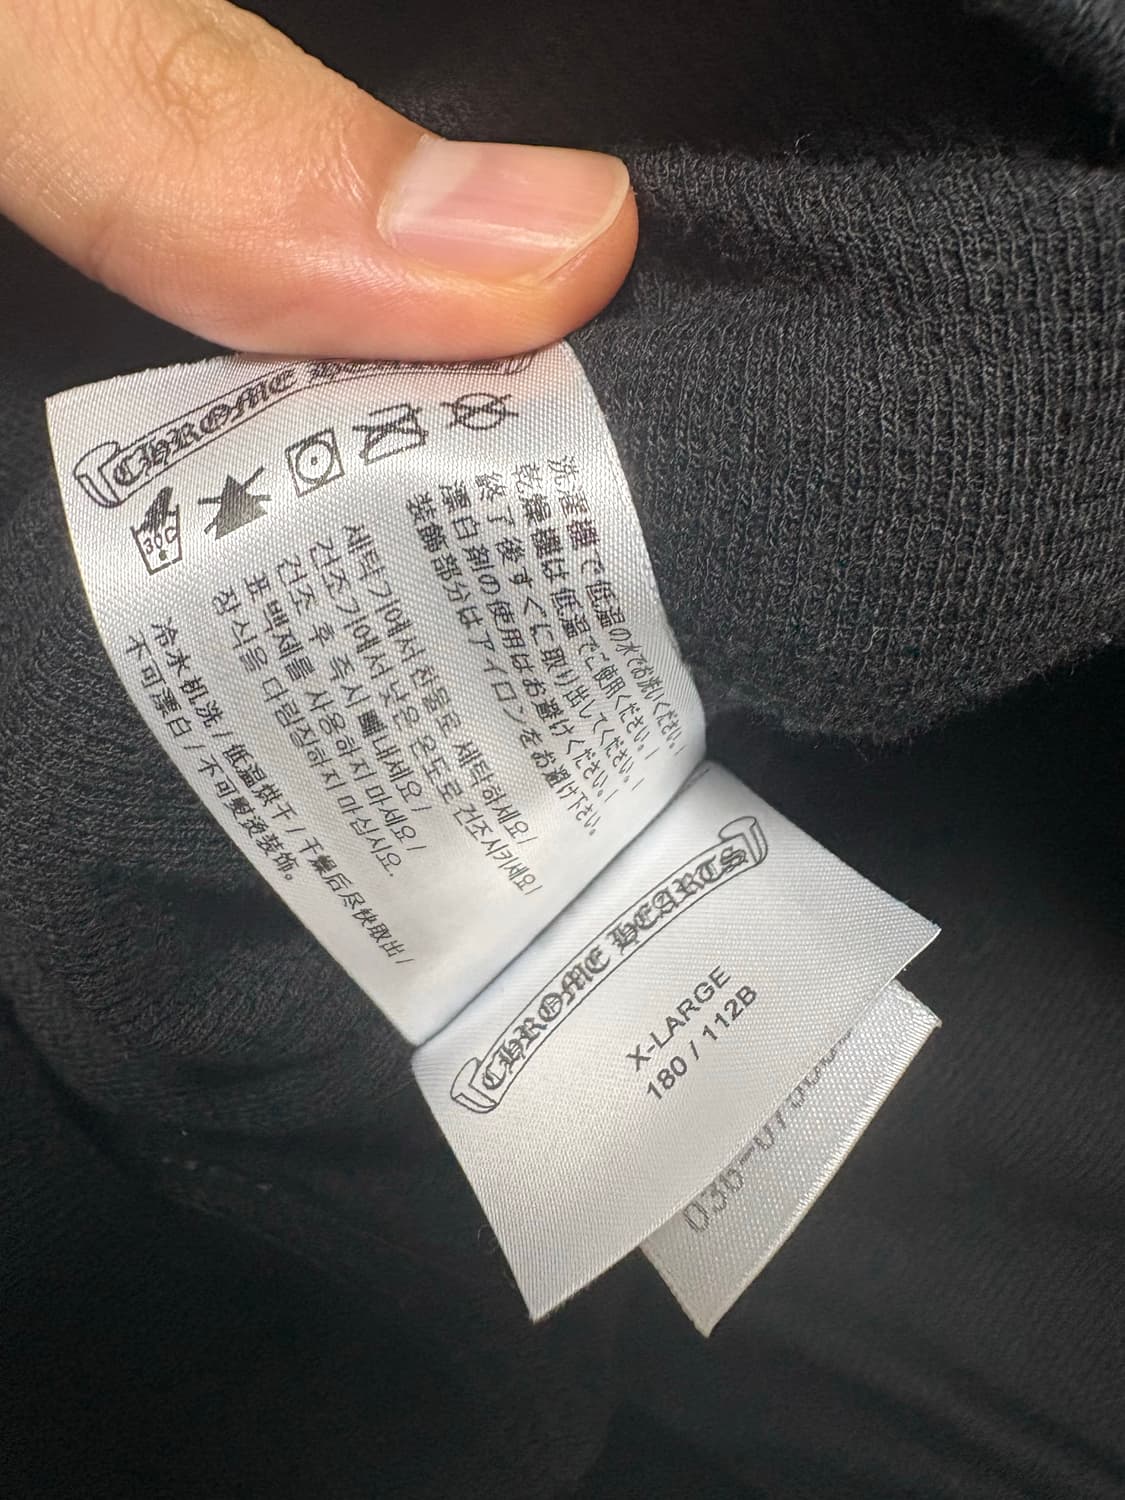 CHROME
30C
洗濯機で低温の水でお洗いください。/
乾燥機は低温でご使用ください。/
終了後すぐに取り出してください。/
漂白剤の使用はお避けください。/
装飾部分はアイロンをお避け下さい。
세탁기에서 찬물로 세탁하세요/
건조기에서 낮은 온도로 건조시키세요/
건조 후 즉시 빼내세요/
표백제를 사용하지 마세요/
장식을 다림질하지 마십시요.
冷水机洗/低温烘干/干燥后尽快取出/
不可漂白/不可熨烫装饰。
CHROME HEARTS
X-LARGE
180 / 112B